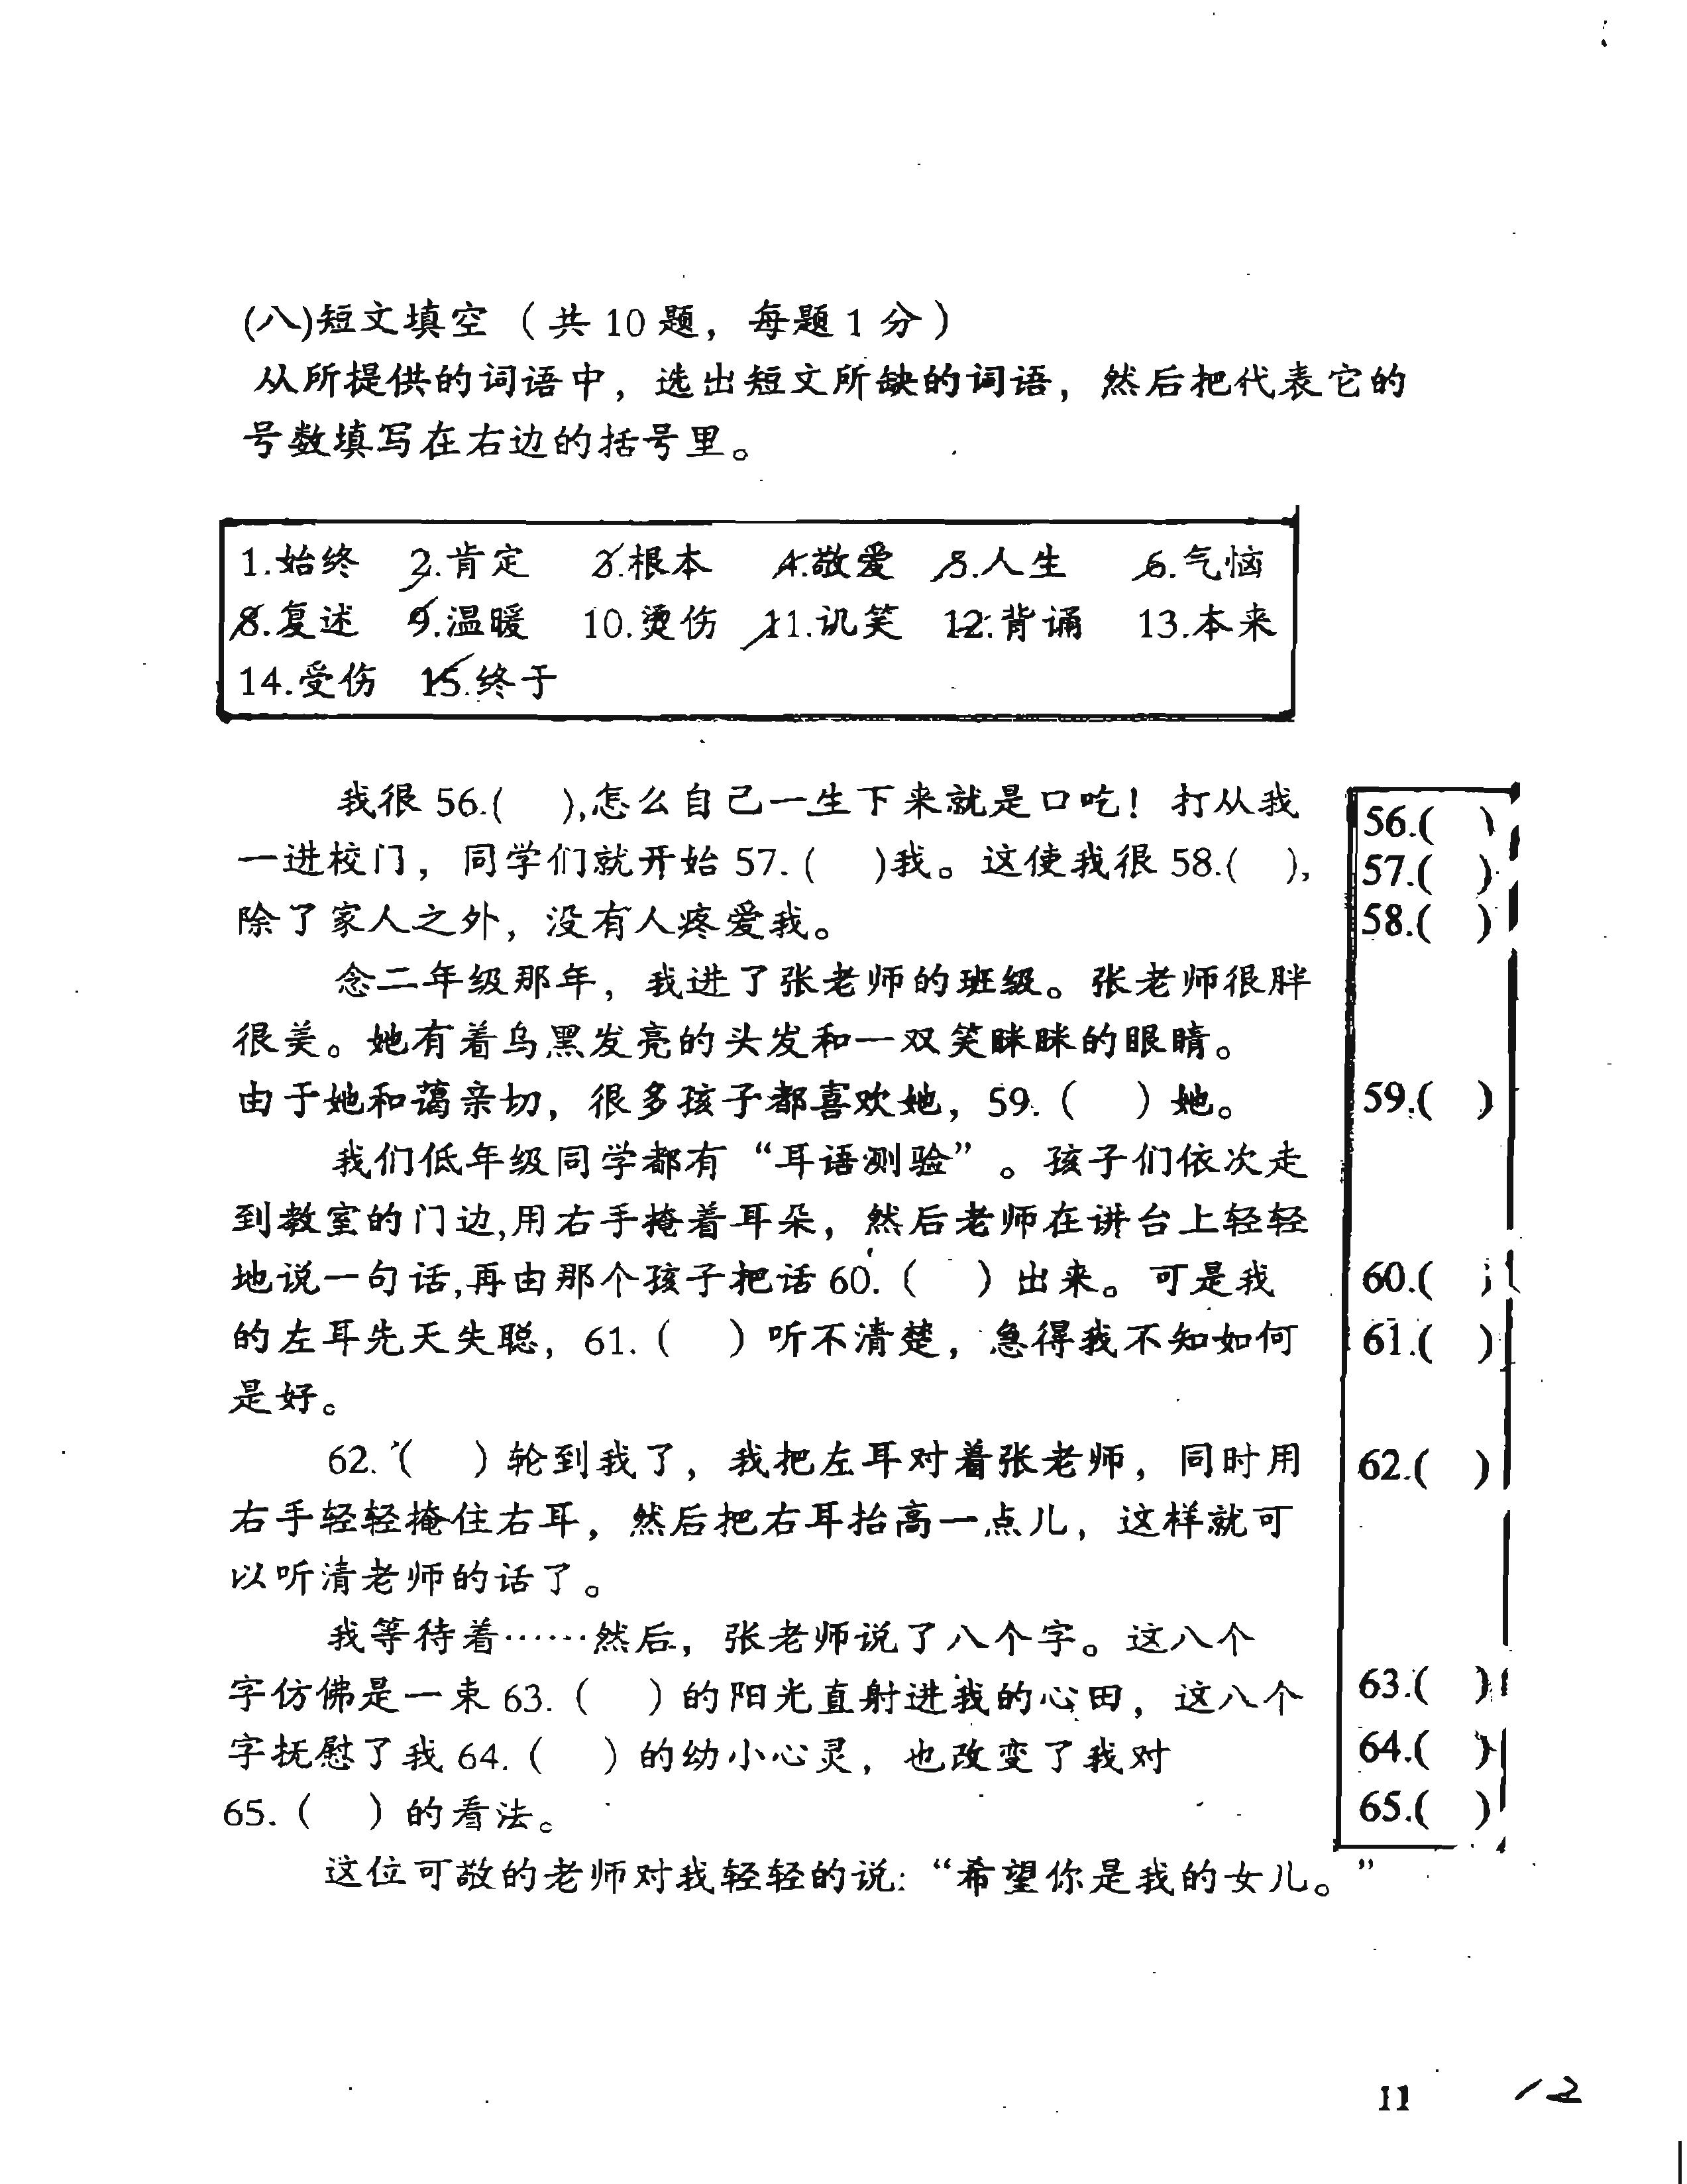 (八)短文填空（共10题，每题1分）
从所提供的词语中，选出短文所缺的词语，然后把代表它的
号数填写在右边的括号里。
1.始终 2.肯定 3.根本 4.敬爱 5.人生 6.气恼
8.复述 9.温暖 10.烫伤 11.讥笑 12.背诵 13.本来
14.受伤 15.终于
我很 56.( ),怎么自己一生下来就是口吃！打从我
一进校门，同学们就开始 57. ( )我。这使我很 58.( ),
除了家人之外，没有人疼爱我。
念二年级那年，我进了张老师的班级。张老师很胖
很美。她有着乌黑发亮的头发和一双笑眯眯的眼睛。
由于她和蔼亲切，很多孩子都喜欢她，59.（ ）她。
我们低年级同学都有“耳语测验”。孩子们依次走
到教室的门边,用右手掩着耳朵，然后老师在讲台上轻轻
地说一句话,再由那个孩子把话 60.（ ）出来。可是我
的左耳先天失聪，61.（ ）听不清楚，急得我不知如何
是好。
62.（ ）轮到我了，我把左耳对着张老师，同时用
右手轻轻掩住右耳，然后把右耳抬高一点儿，这样就可
以听清老师的话了。
我等待着……然后，张老师说了八个字。这八个
字仿佛是一束 63.（ ）的阳光直射进我的心田，这八个
字抚慰了我 64.（ ）的幼小心灵，也改变了我对
65.（ ）的看法。
这位可敬的老师对我轻轻的说:“希望你是我的女儿。”
56.( )
57.( )
58.( )
59.( )
60.( )
61.( )
62.( )
63.( )
64.( )
65.( )
11
12